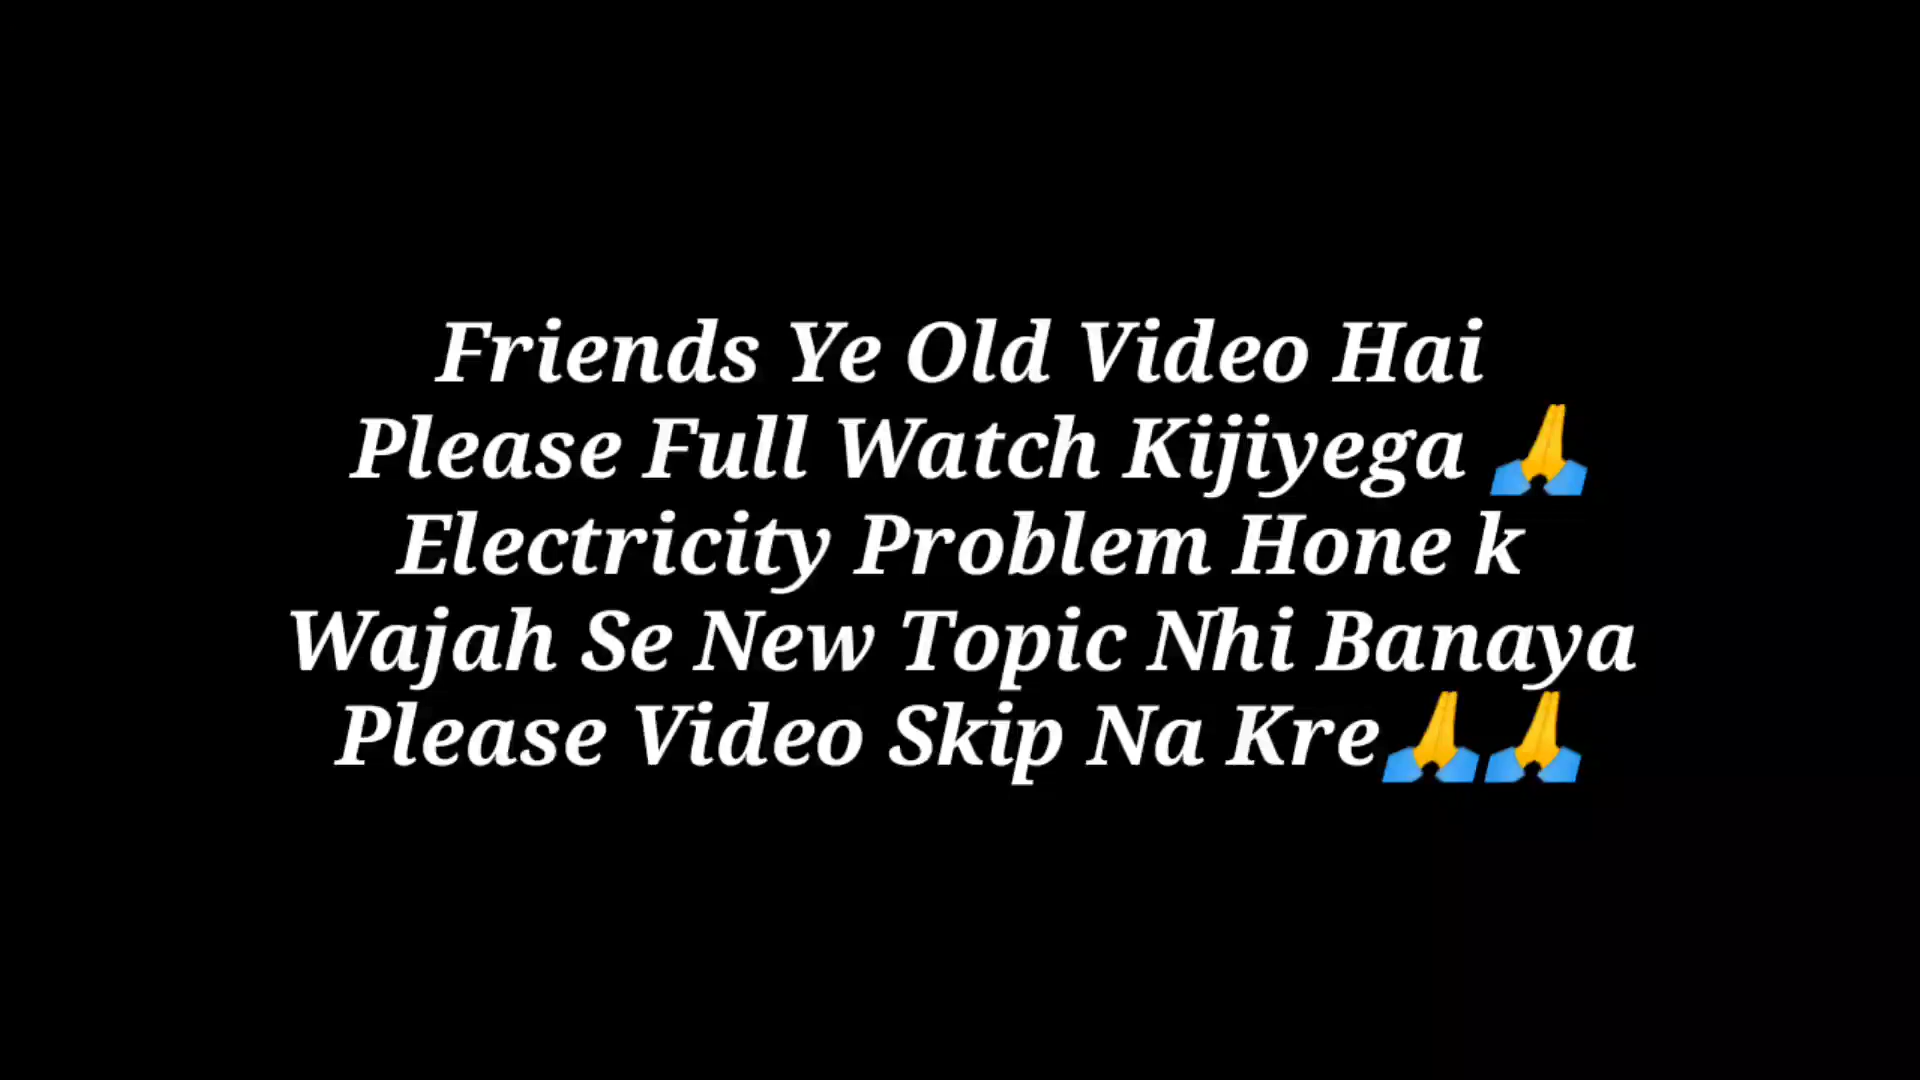 Friends Ye Old Video Hai
Please Full Watch Kijiyega 🙏
Electricity Problem Hone k
Wajah Se New Topic Nhi Banaya
Please Video Skip Na Kre🙏🙏